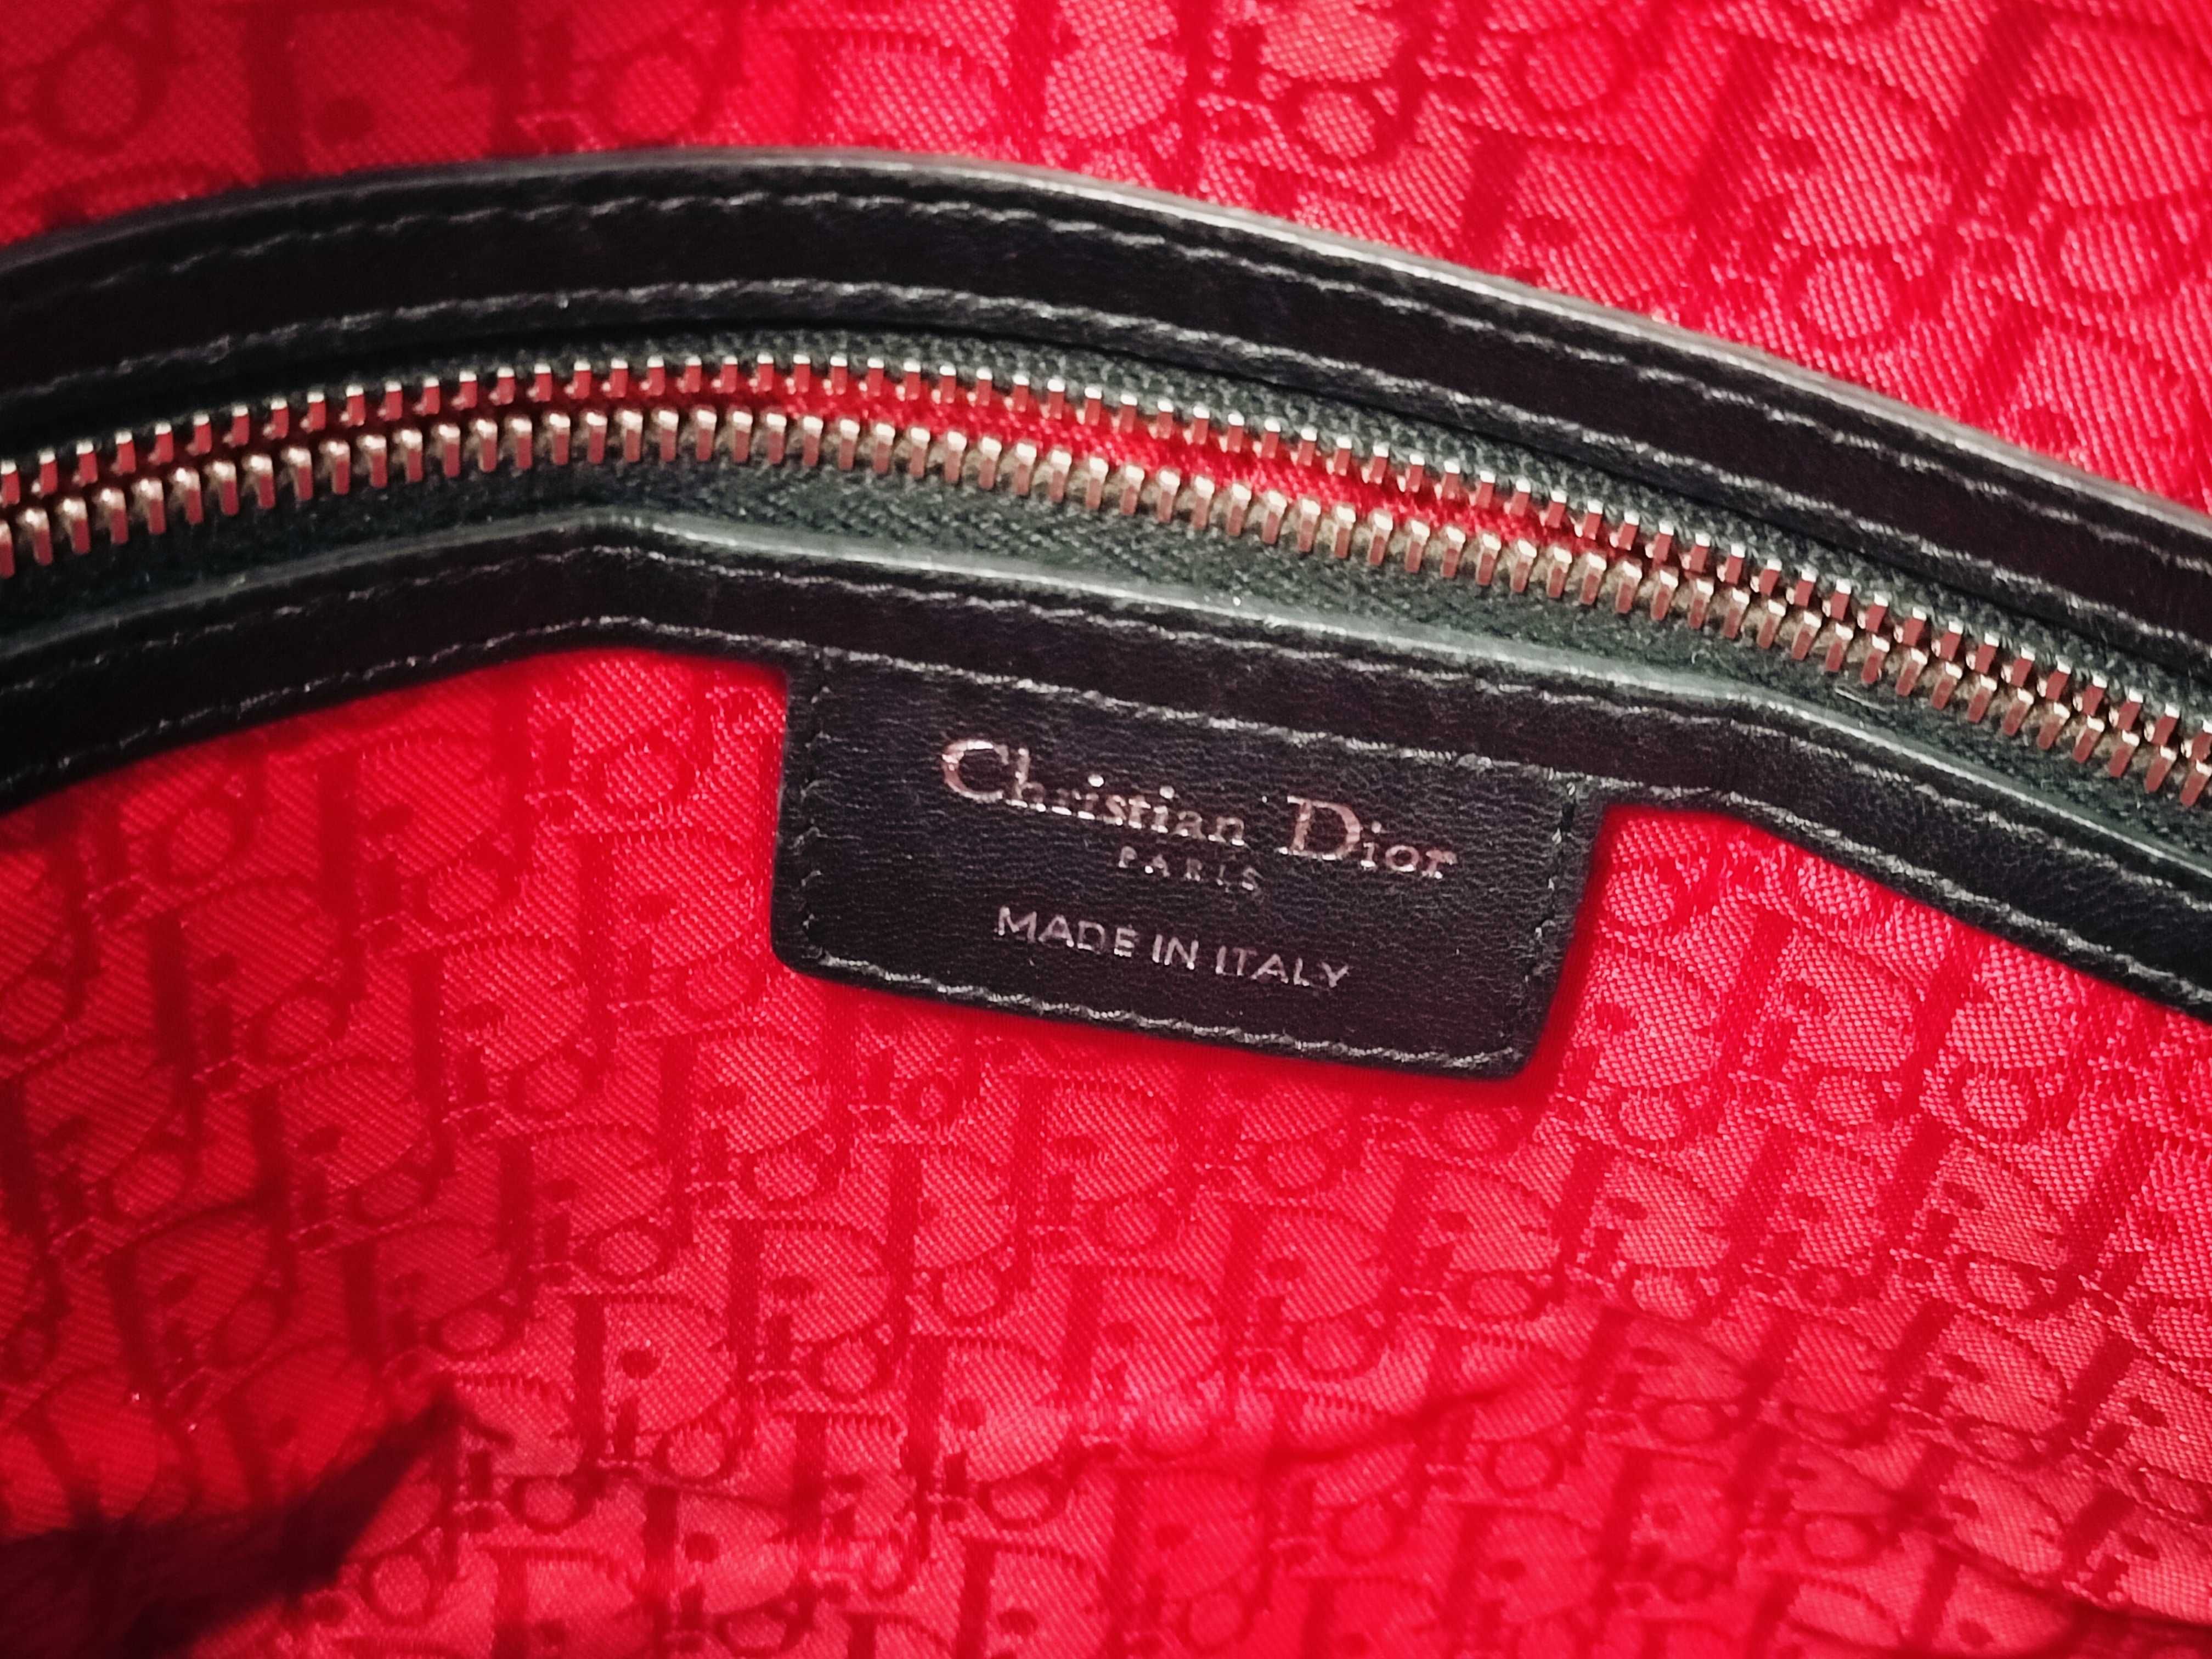 Christian Dior
PARIS
MADE IN ITALY